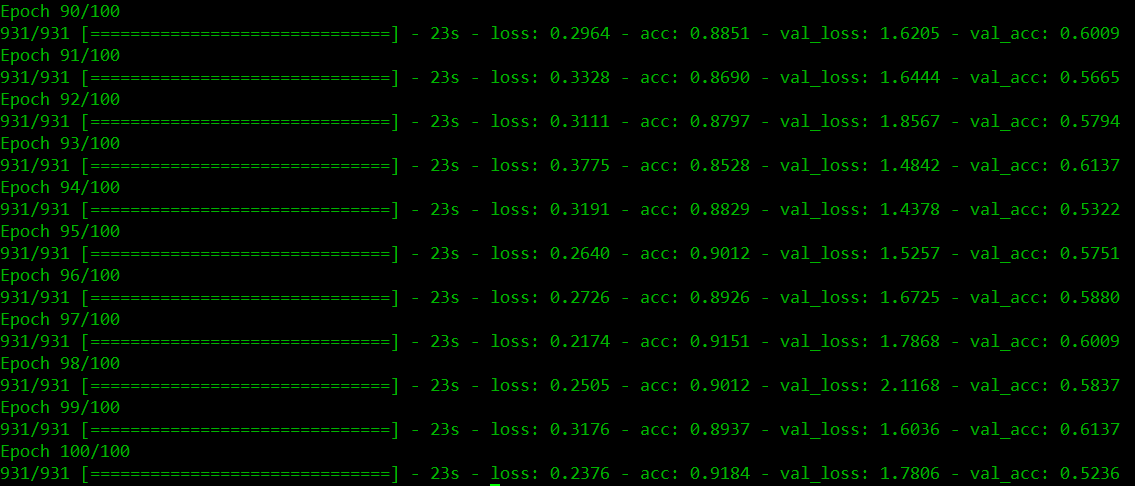 Epoch 90/100
931/931 [==============================] - 23s - loss: 0.2964 - acc: 0.8851 - val_loss: 1.6205 - val_acc: 0.6009
Epoch 91/100
931/931 [==============================] - 23s - loss: 0.3328 - acc: 0.8690 - val_loss: 1.6444 - val_acc: 0.5665
Epoch 92/100
931/931 [==============================] - 23s - loss: 0.3111 - acc: 0.8797 - val_loss: 1.8567 - val_acc: 0.5794
Epoch 93/100
931/931 [==============================] - 23s - loss: 0.3775 - acc: 0.8528 - val_loss: 1.4842 - val_acc: 0.6137
Epoch 94/100
931/931 [==============================] - 23s - loss: 0.3191 - acc: 0.8829 - val_loss: 1.4378 - val_acc: 0.5322
Epoch 95/100
931/931 [==============================] - 23s - loss: 0.2640 - acc: 0.9012 - val_loss: 1.5257 - val_acc: 0.5751
Epoch 96/100
931/931 [==============================] - 23s - loss: 0.2726 - acc: 0.8926 - val_loss: 1.6725 - val_acc: 0.5880
Epoch 97/100
931/931 [==============================] - 23s - loss: 0.2174 - acc: 0.9151 - val_loss: 1.7868 - val_acc: 0.6009
Epoch 98/100
931/931 [==============================] - 23s - loss: 0.2505 - acc: 0.9012 - val_loss: 2.1168 - val_acc: 0.5837
Epoch 99/100
931/931 [==============================] - 23s - loss: 0.3176 - acc: 0.8937 - val_loss: 1.6036 - val_acc: 0.6137
Epoch 100/100
931/931 [==============================] - 23s - loss: 0.2376 - acc: 0.9184 - val_loss: 1.7806 - val_acc: 0.5236